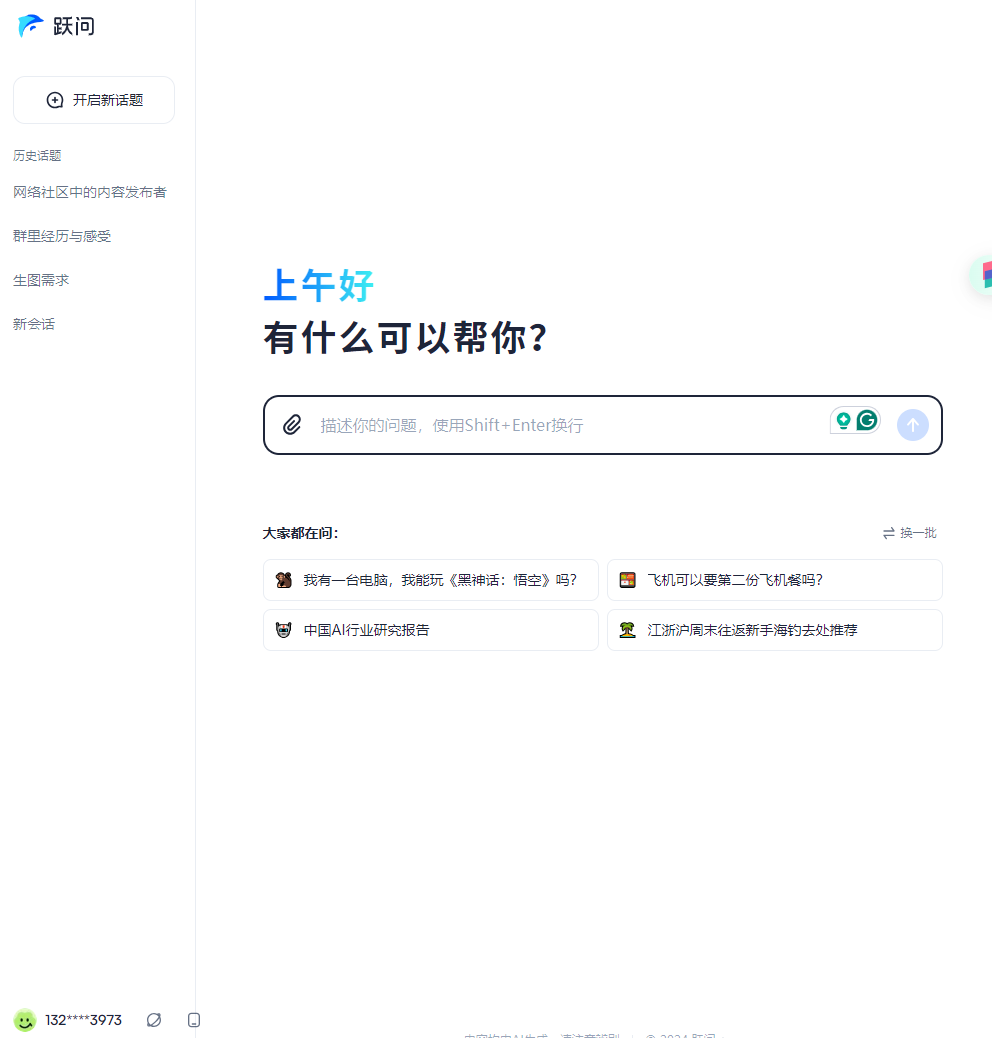 跃问
开启新话题
历史话题
网络社区中的内容发布者
群里经历与感受
生图需求
新会话
上午好
有什么可以帮你？
描述你的问题，使用Shift+Enter换行
大家都在问：
换一批
我有一台电脑，我能玩《黑神话：悟空》吗？
飞机可以要第二份飞机餐吗？
中国AI行业研究报告
江浙沪周末往返新手海钓去处推荐
132****3973